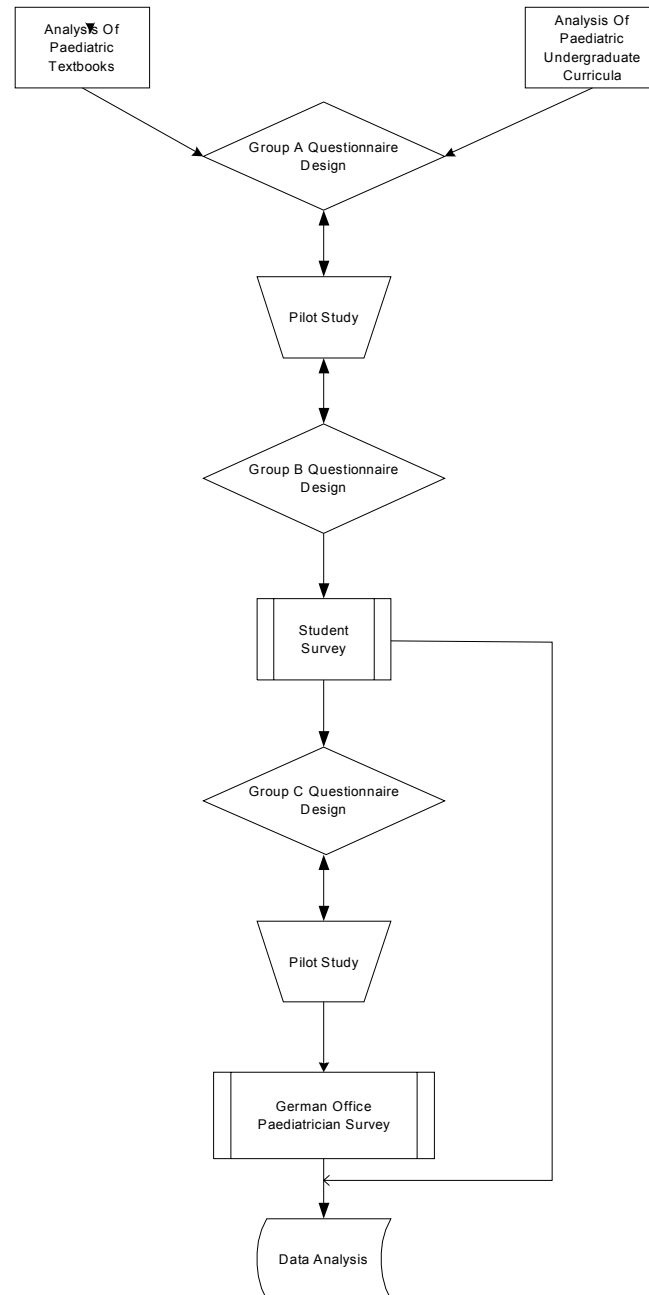 Analysis Of
Paediatric
Textbooks
Analysis Of
Paediatric
Undergraduate
Curricula
Group A Questionnaire
Design
Pilot Study
Group B Questionnaire
Design
Student
Survey
Group C Questionnaire
Design
Pilot Study
German Office
Paediatrician Survey
Data Analysis